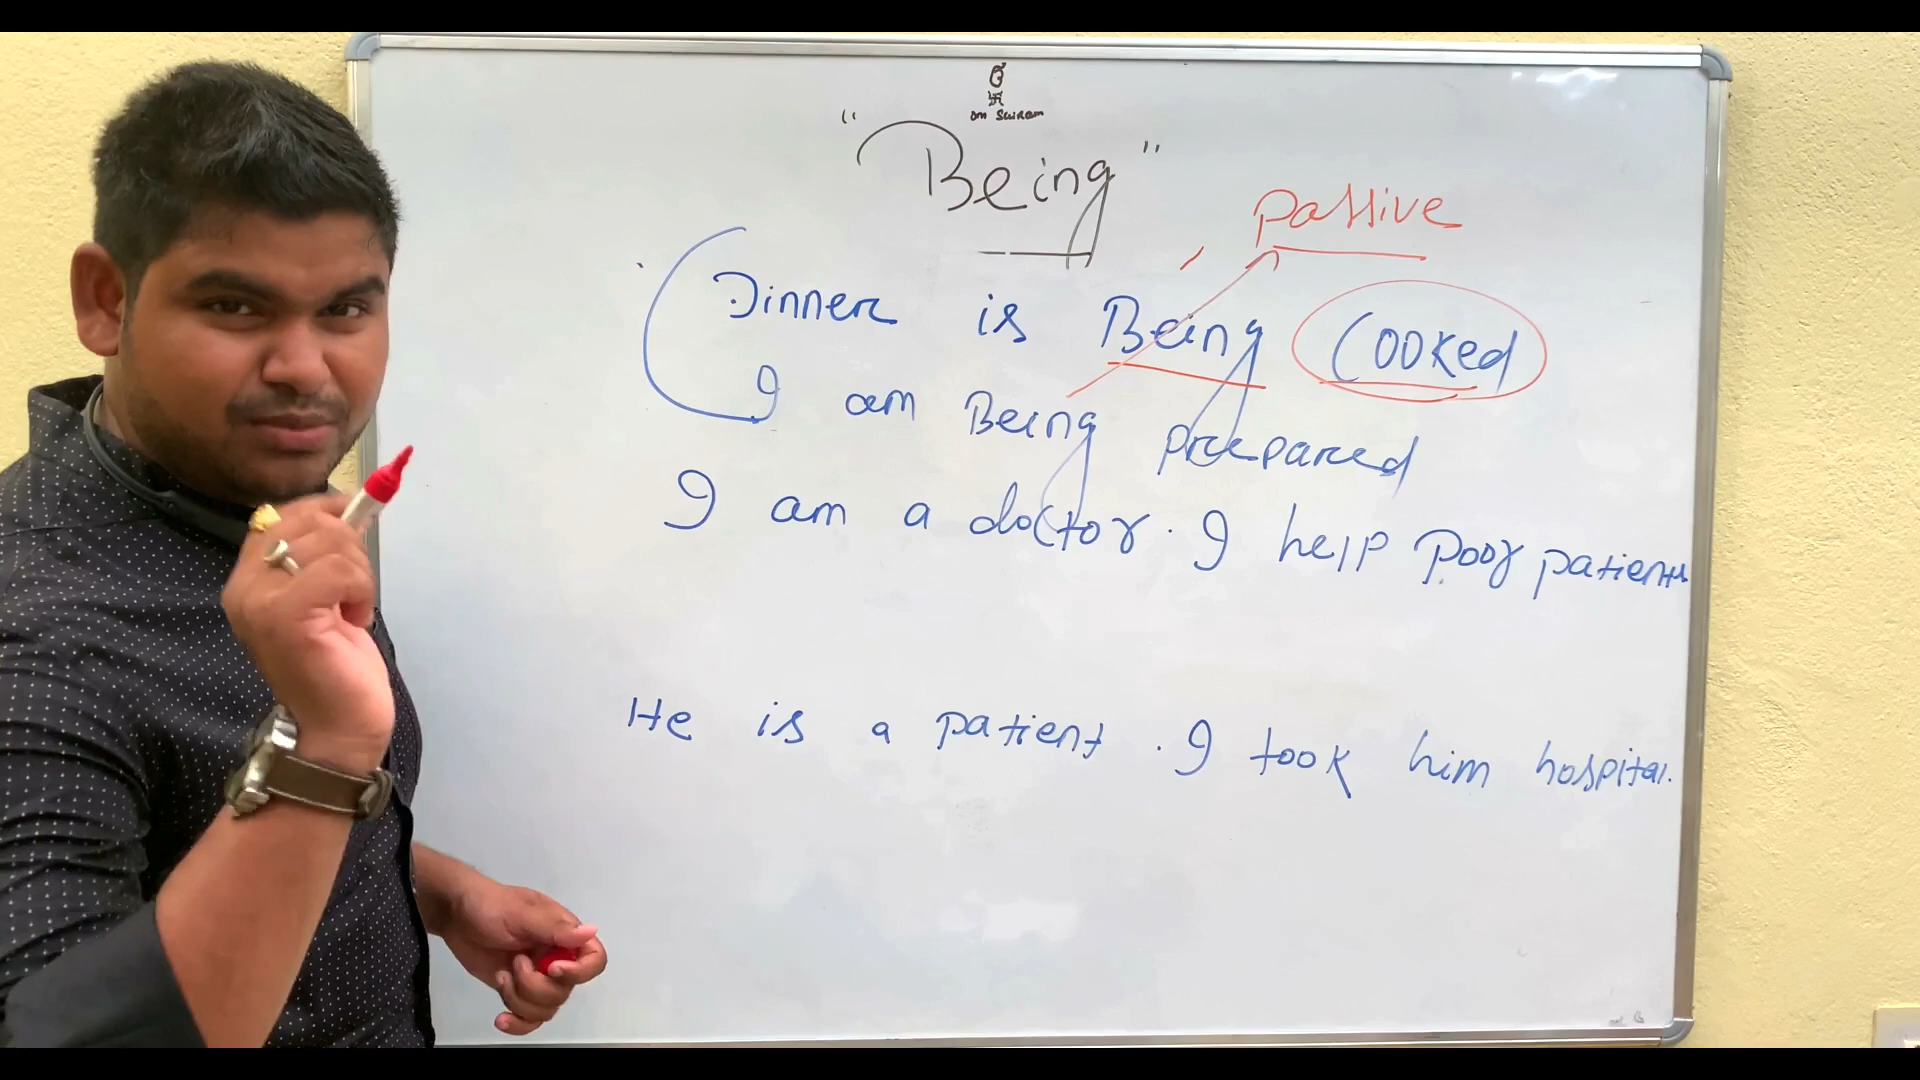 ॐ
卐
om sairam
"Being"
Passive
Dinner is Being Cooked
I am Being prepared
I am a doctor. I help poor patients
He is a patient. I took him hospital.